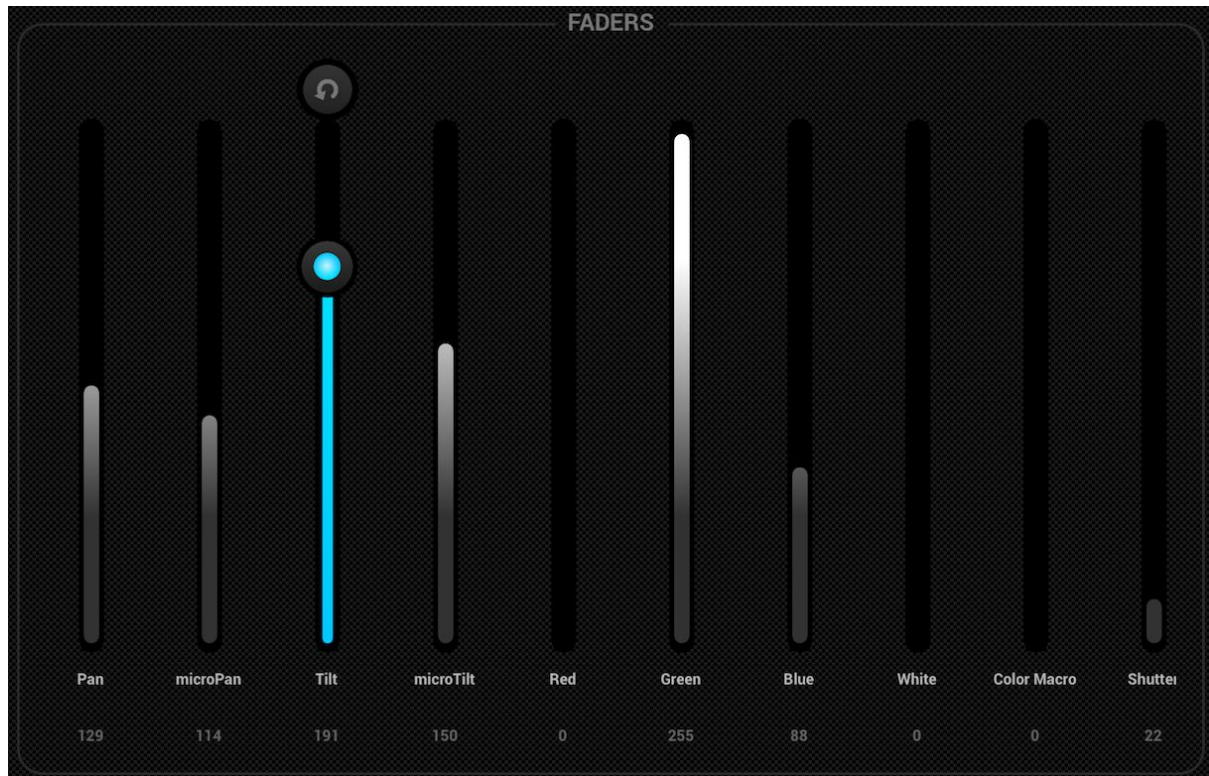 FADERS
Pan microPan Tilt microTilt Red Green Blue White Color Macro Shutter
129 114 191 150 0 255 88 0 0 22